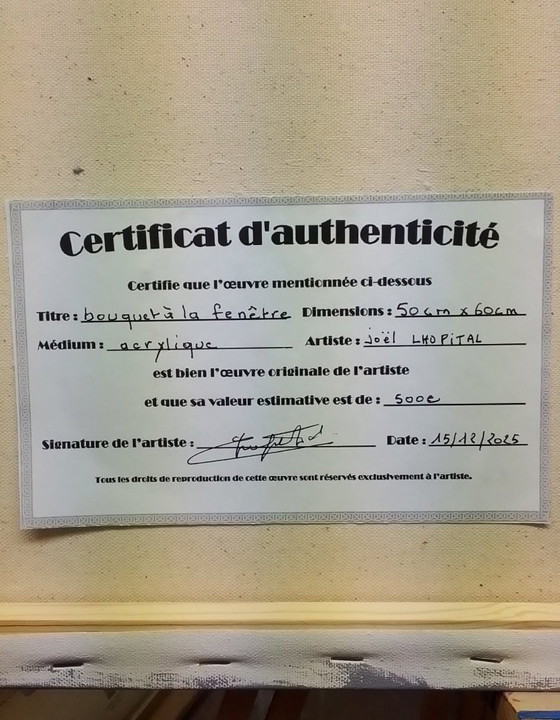 Certificat d'authenticité
Certifie que l'œuvre mentionnée ci-dessous
Titre : bouquet à la fenêtre Dimensions : 50cm x 60cm
Médium : acrylique Artiste : Joël LHOPITAL
est bien l'œuvre originale de l'artiste
et que sa valeur estimative est de : 500€
Signature de l'artiste : Date : 15/12/2025
Tous les droits de reproduction de cette œuvre sont réservés exclusivement à l'artiste.